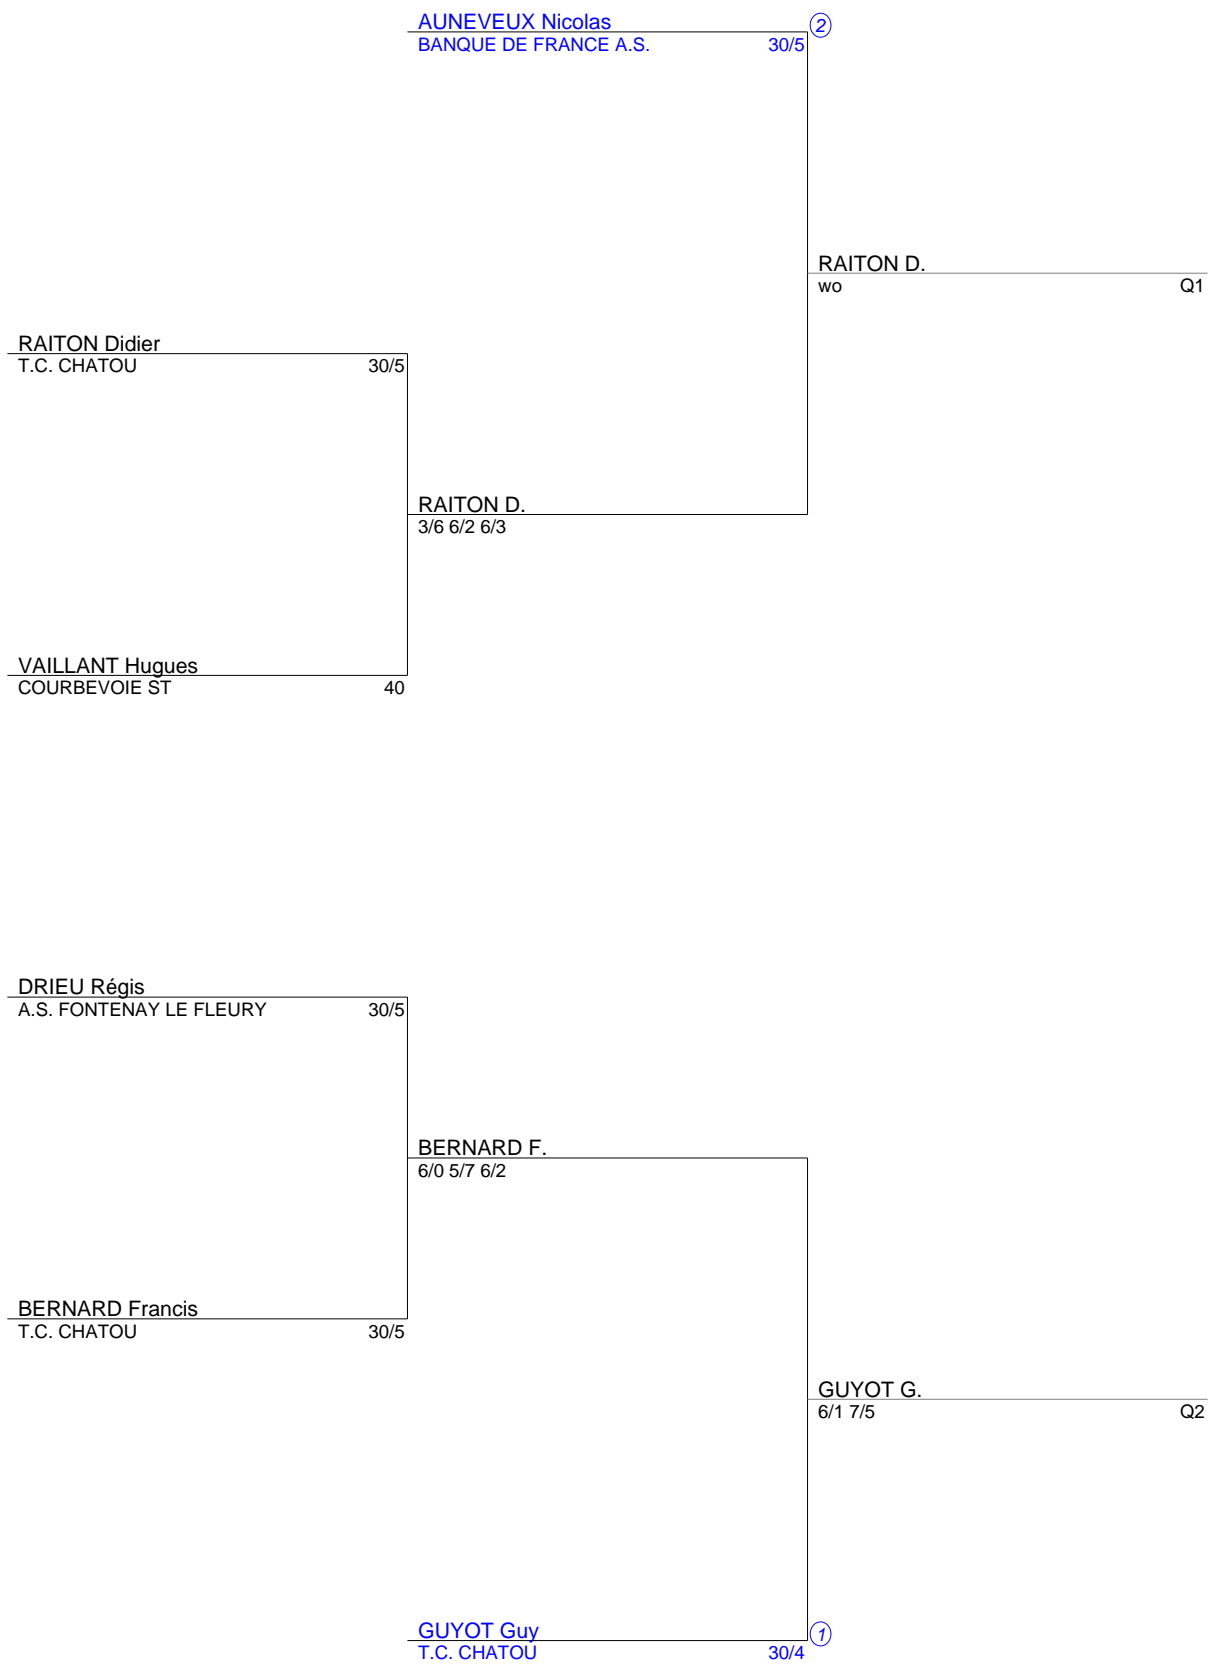 AUNEVEUX Nicolas 2
BANQUE DE FRANCE A.S. 30/5
RAITON D.
wo Q1
RAITON Didier
T.C. CHATOU 30/5
RAITON D.
3/6 6/2 6/3
VAILLANT Hugues
COURBEVOIE ST 40
DRIEU Régis
A.S. FONTENAY LE FLEURY 30/5
BERNARD F.
6/0 5/7 6/2
BERNARD Francis
T.C. CHATOU 30/5
GUYOT G.
6/1 7/5 Q2
GUYOT Guy 1
T.C. CHATOU 30/4